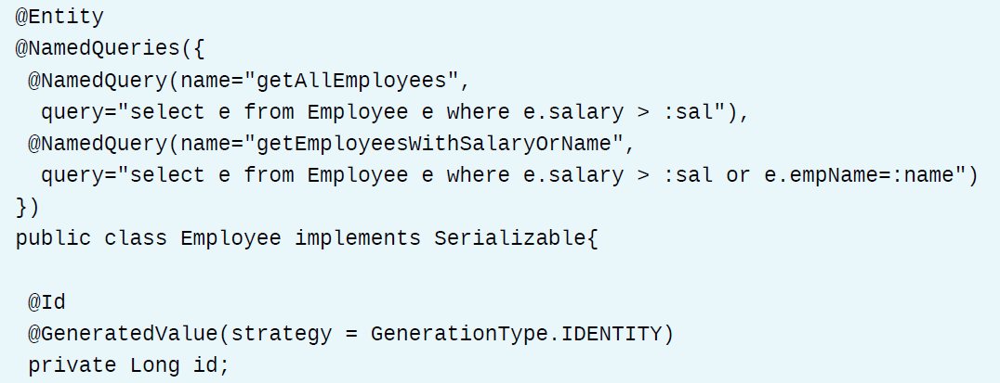 @Entity
@NamedQueries({
@NamedQuery(name="getAllEmployees",
query="select e from Employee e where e.salary > :sal"),
@NamedQuery(name="getEmployeesWithSalaryOrName",
query="select e from Employee e where e.salary > :sal or e.empName=:name")
})
public class Employee implements Serializable{
@Id
@GeneratedValue(strategy = GenerationType.IDENTITY)
private Long id;